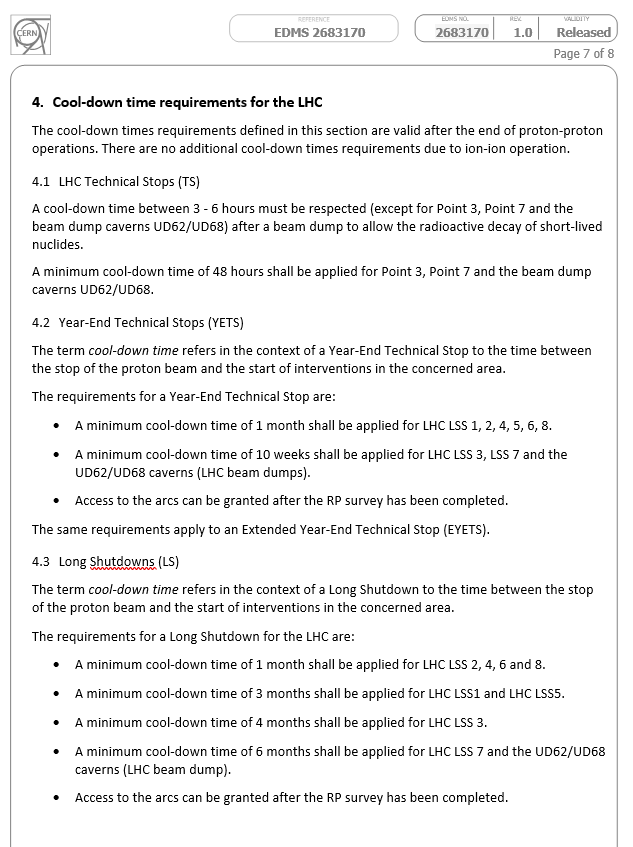 CERN
REFERENCE
EDMS 2683170
EDMS NO.
REV.
VALIDITY
2683170
1.0
Released
Page 7 of 8
4. Cool-down time requirements for the LHC
The cool-down times requirements defined in this section are valid after the end of proton-proton
operations. There are no additional cool-down times requirements due to ion-ion operation.
4.1 LHC Technical Stops (TS)
A cool-down time between 3 - 6 hours must be respected (except for Point 3, Point 7 and the
beam dump caverns UD62/UD68) after a beam dump to allow the radioactive decay of short-lived
nuclides.
A minimum cool-down time of 48 hours shall be applied for Point 3, Point 7 and the beam dump
caverns UD62/UD68.
4.2 Year-End Technical Stops (YETS)
The term cool-down time refers in the context of a Year-End Technical Stop to the time between
the stop of the proton beam and the start of interventions in the concerned area.
The requirements for a Year-End Technical Stop are:
• A minimum cool-down time of 1 month shall be applied for LHC LSS 1, 2, 4, 5, 6, 8.
• A minimum cool-down time of 10 weeks shall be applied for LHC LSS 3, LSS 7 and the
UD62/UD68 caverns (LHC beam dumps).
• Access to the arcs can be granted after the RP survey has been completed.
The same requirements apply to an Extended Year-End Technical Stop (EYETS).
4.3 Long Shutdowns (LS)
The term cool-down time refers in the context of a Long Shutdown to the time between the stop
of the proton beam and the start of interventions in the concerned area.
The requirements for a Long Shutdown for the LHC are:
• A minimum cool-down time of 1 month shall be applied for LHC LSS 2, 4, 6 and 8.
• A minimum cool-down time of 3 months shall be applied for LHC LSS1 and LHC LSS5.
• A minimum cool-down time of 4 months shall be applied for LHC LSS 3.
• A minimum cool-down time of 6 months shall be applied for LHC LSS 7 and the UD62/UD68
caverns (LHC beam dump).
• Access to the arcs can be granted after the RP survey has been completed.